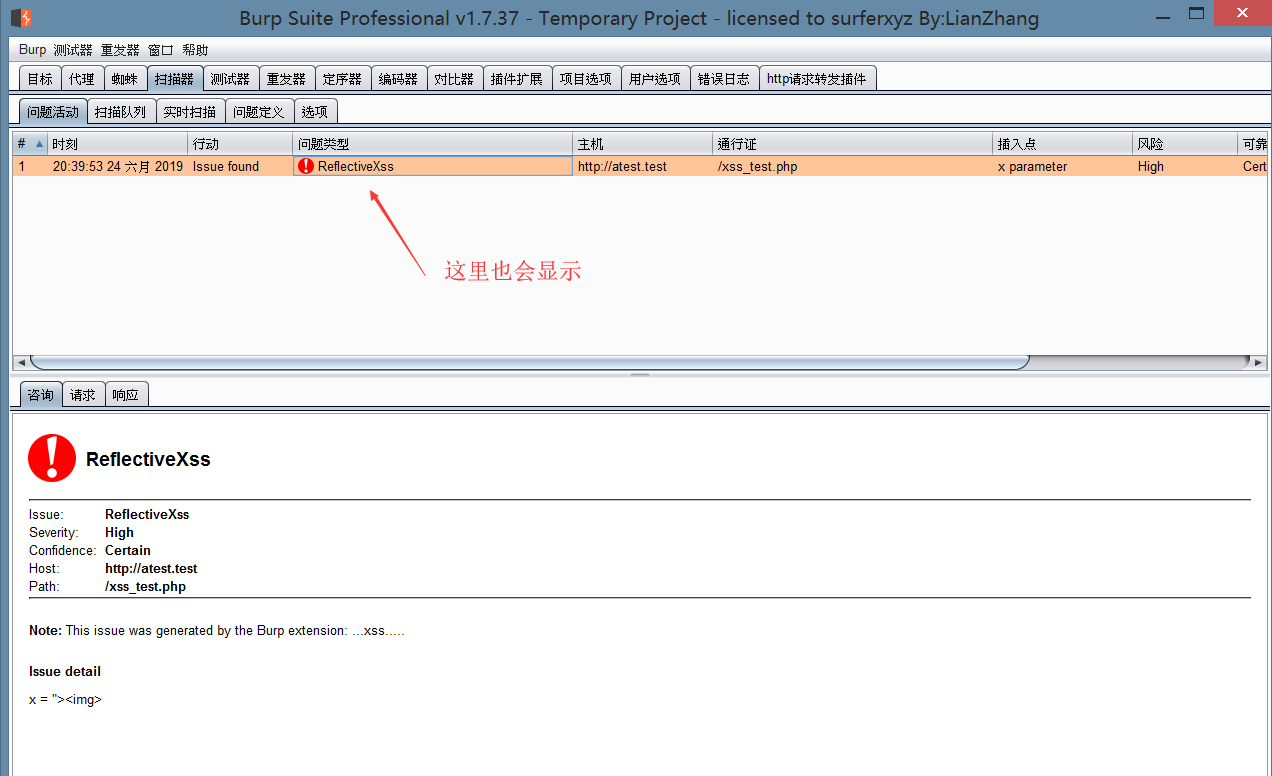 Burp Suite Professional v1.7.37 - Temporary Project - licensed to surferxyz By:LianZhang
Burp 测试器 重发器 窗口 帮助
目标 代理 蜘蛛 扫描器 测试器 重发器 定序器 编码器 对比器 插件扩展 项目选项 用户选项 错误日志 http请求转发插件
问题活动 扫描队列 实时扫描 问题定义 选项
# 时刻 行动 问题类型 主机 通行证 插入点 风险 可靠
1 20:39:53 24 六月 2019 Issue found ReflectiveXss http://atest.test /xss_test.php x parameter High Cert
这里也会显示
咨询 请求 响应
ReflectiveXss
Issue: ReflectiveXss
Severity: High
Confidence: Certain
Host: http://atest.test
Path: /xss_test.php
Note: This issue was generated by the Burp extension: ...xss.....
Issue detail
x = "><img>